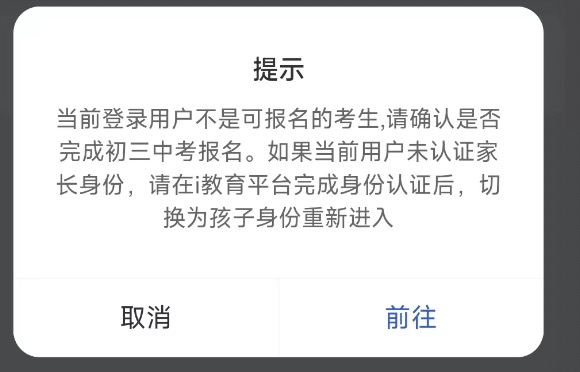 提示
当前登录用户不是可报名的考生,请确认是否
完成初三中考报名。如果当前用户未认证家
长身份，请在i教育平台完成身份认证后，切
换为孩子身份重新进入
取消
前往